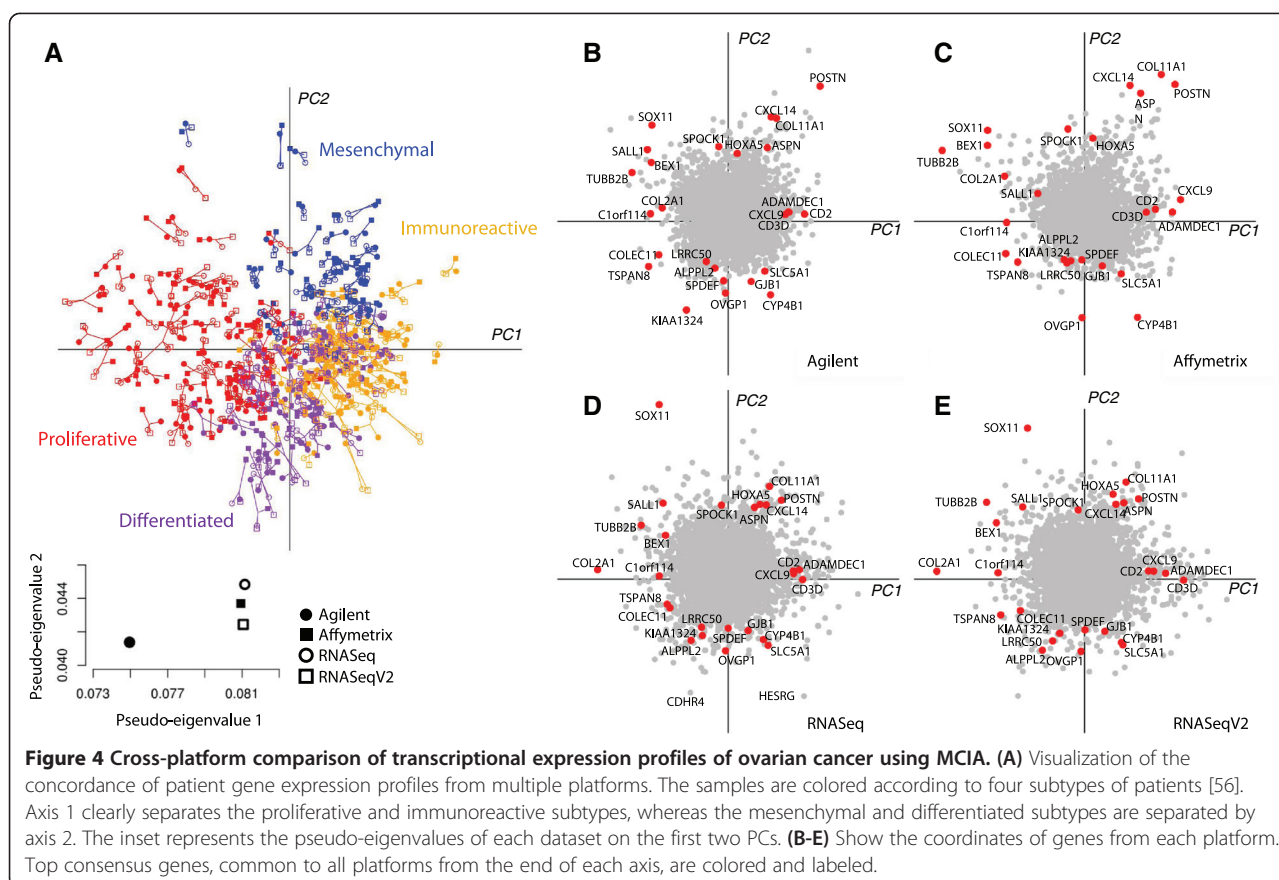 A
PC2
Mesenchymal
Immunoreactive
PC1
Proliferative
Differentiated
Pseudo-eigenvalue 2
0.044
0.040
0.073
0.077
0.081
Pseudo-eigenvalue 1
Agilent
Affymetrix
RNASeq
RNASeqV2
B
PC2
POSTN
CXCL14
COL11A1
SOX11
SPOCK1
HOXA5
ASPN
SALL1
BEX1
TUBB2B
COL2A1
ADAMDEC1
C1orf114
CXCL9
CD2
CD3D
PC1
COLEC11
LRRC50
TSPAN8
ALPPL2
SLC5A1
SPDEF
GJB1
OVGP1
CYP4B1
KIAA1324
Agilent
C
PC2
COL11A1
CXCL14
POSTN
ASP
N
SOX11
SPOCK1
HOXA5
BEX1
TUBB2B
COL2A1
SALL1
CXCL9
CD2
CD3D
C1orf114
ADAMDEC1
PC1
ALPPL2
COLEC11
KIAA1324
SPDEF
TSPAN8
LRRC50
GJB1
SLC5A1
OVGP1
CYP4B1
Affymetrix
D
PC2
SOX11
COL11A1
HOXA5
POSTN
SALL1
SPOCK1
CXCL14
ASPN
TUBB2B
BEX1
COL2A1
C1orf114
CD2
ADAMDEC1
CXCL9
CD3D
PC1
TSPAN8
COLEC11
LRRC50
GJB1
KIAA1324
SPDEF
CYP4B1
ALPPL2
OVGP1
SLC5A1
CDHR4
HESRG
RNASeq
E
PC2
SOX11
COL11A1
HOXA5
TUBB2B
SALL1
SPOCK1
POSTN
CXCL14
ASPN
BEX1
COL2A1
C1orf114
CXCL9
CD2
ADAMDEC1
CD3D
PC1
TSPAN8
COLEC11
SPDEF
GJB1
KIAA1324
LRRC50
CYP4B1
ALPPL2
OVGP1
SLC5A1
RNASeqV2
Figure 4 Cross-platform comparison of transcriptional expression profiles of ovarian cancer using MCIA. (A) Visualization of the
concordance of patient gene expression profiles from multiple platforms. The samples are colored according to four subtypes of patients [56].
Axis 1 clearly separates the proliferative and immunoreactive subtypes, whereas the mesenchymal and differentiated subtypes are separated by
axis 2. The inset represents the pseudo-eigenvalues of each dataset on the first two PCs. (B-E) Show the coordinates of genes from each platform.
Top consensus genes, common to all platforms from the end of each axis, are colored and labeled.